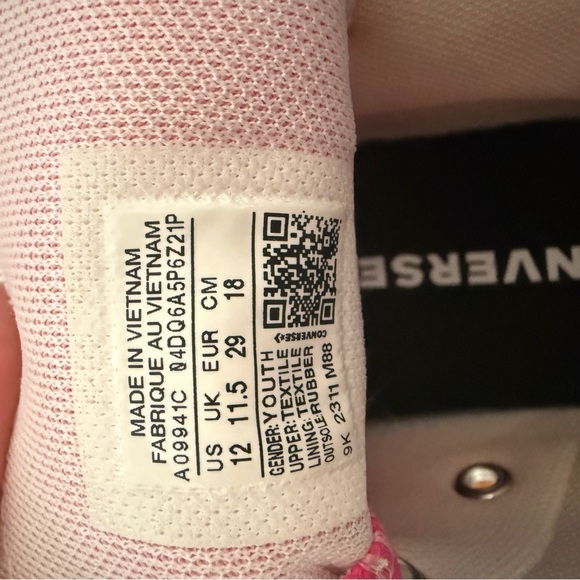 MADE IN VIETNAM
FABRIQUE AU VIETNAM
A09941C 04DQ6A5P6Z21P
US UK EUR CM
12 11.5 29 18
GENDER:YOUTH
UPPER:TEXTILE
LINING:TEXTILE
OUTSOLE:RUBBER
9K 2311 M88
CONVERSE
NVERSE